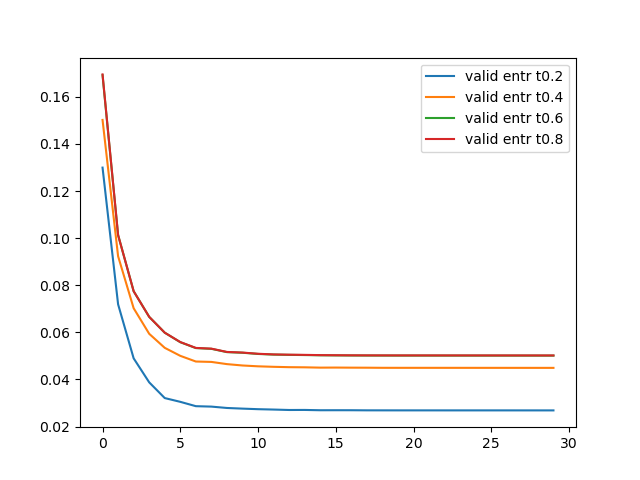 valid entr t0.2
valid entr t0.4
valid entr t0.6
valid entr t0.8
0.16
0.14
0.12
0.10
0.08
0.06
0.04
0.02
0 5 10 15 20 25 30